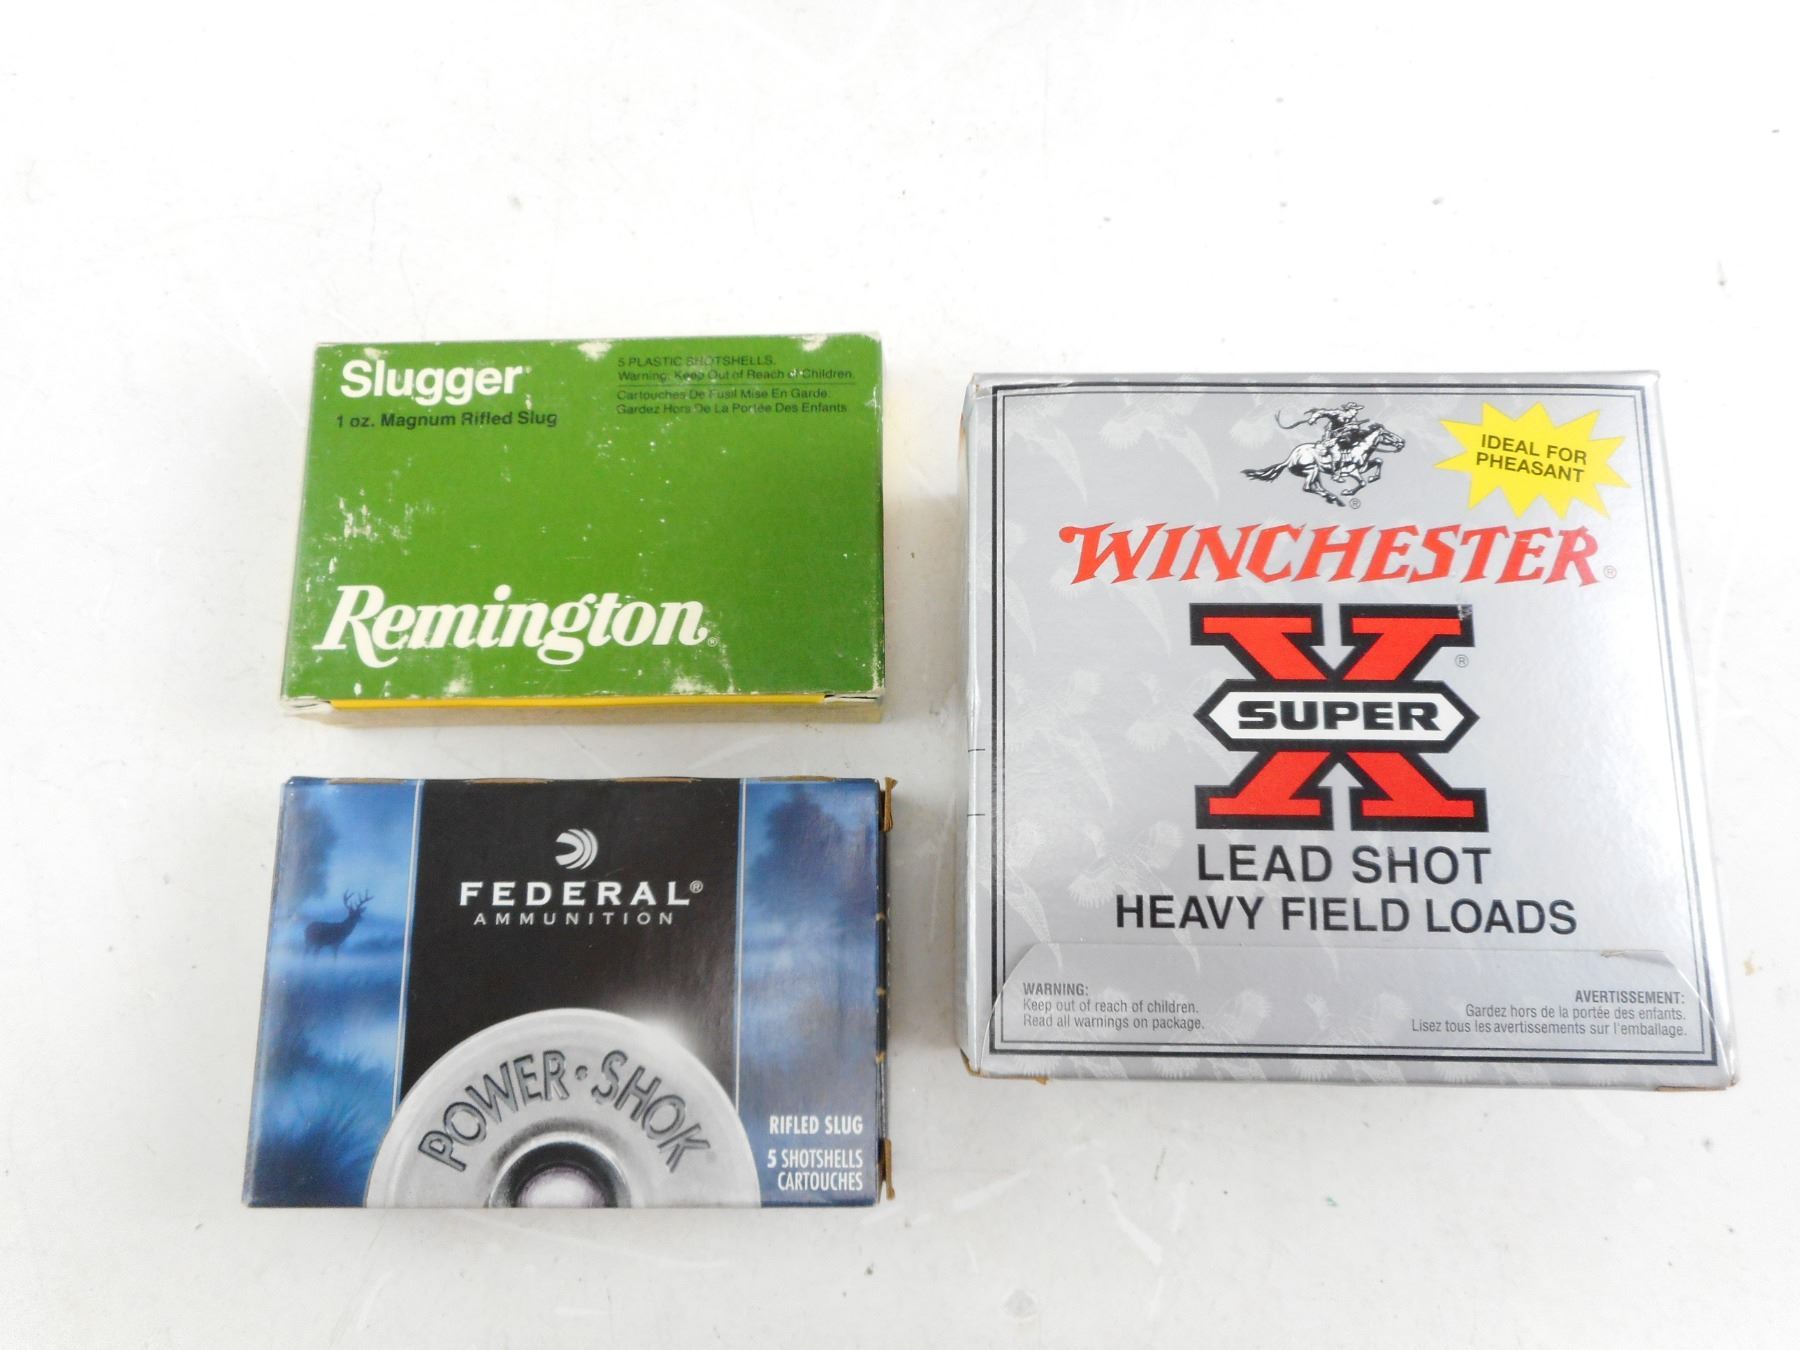 Slugger
1 oz. Magnum Rifled Slug
5 PLASTIC SHOTSHELLS.
Warning: Keep Out of Reach of Children.
Cartouches De Fusil Mise En Garde:
Gardez Hors De La Portée Des Enfants
Remington®
FEDERAL®
AMMUNITION
POWER·SHOK
RIFLED SLUG
5 SHOTSHELLS
CARTOUCHES
IDEAL FOR
PHEASANT
®
WINCHESTER®
X®
SUPER
LEAD SHOT
HEAVY FIELD LOADS
WARNING:
Keep out of reach of children.
Read all warnings on package.
AVERTISSEMENT:
Gardez hors de la portée des enfants.
Lisez tous les avertissements sur l'emballage.